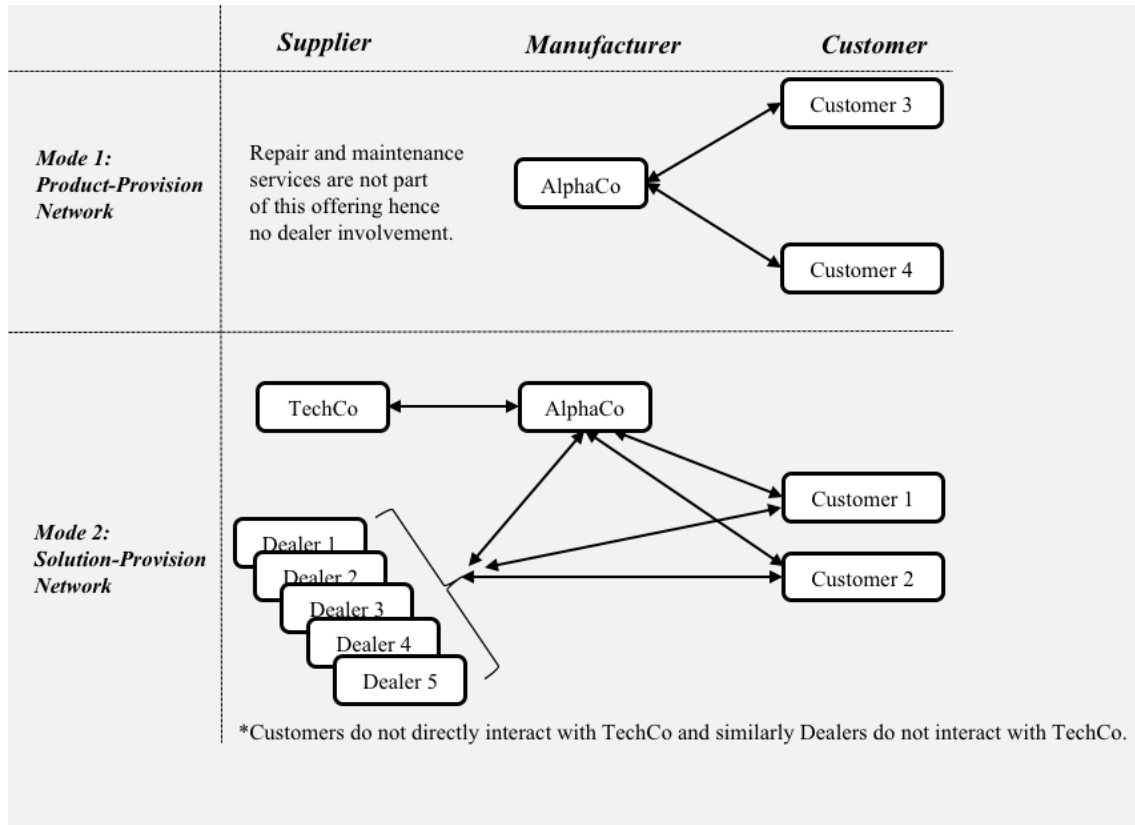 Supplier
Manufacturer
Customer
Mode 1:
Product-Provision
Network
Repair and maintenance
services are not part
of this offering hence
no dealer involvement.
AlphaCo
Customer 3
Customer 4
Mode 2:
Solution-Provision
Network
TechCo
AlphaCo
Customer 1
Customer 2
Dealer 1
Dealer 2
Dealer 3
Dealer 4
Dealer 5
*Customers do not directly interact with TechCo and similarly Dealers do not interact with TechCo.